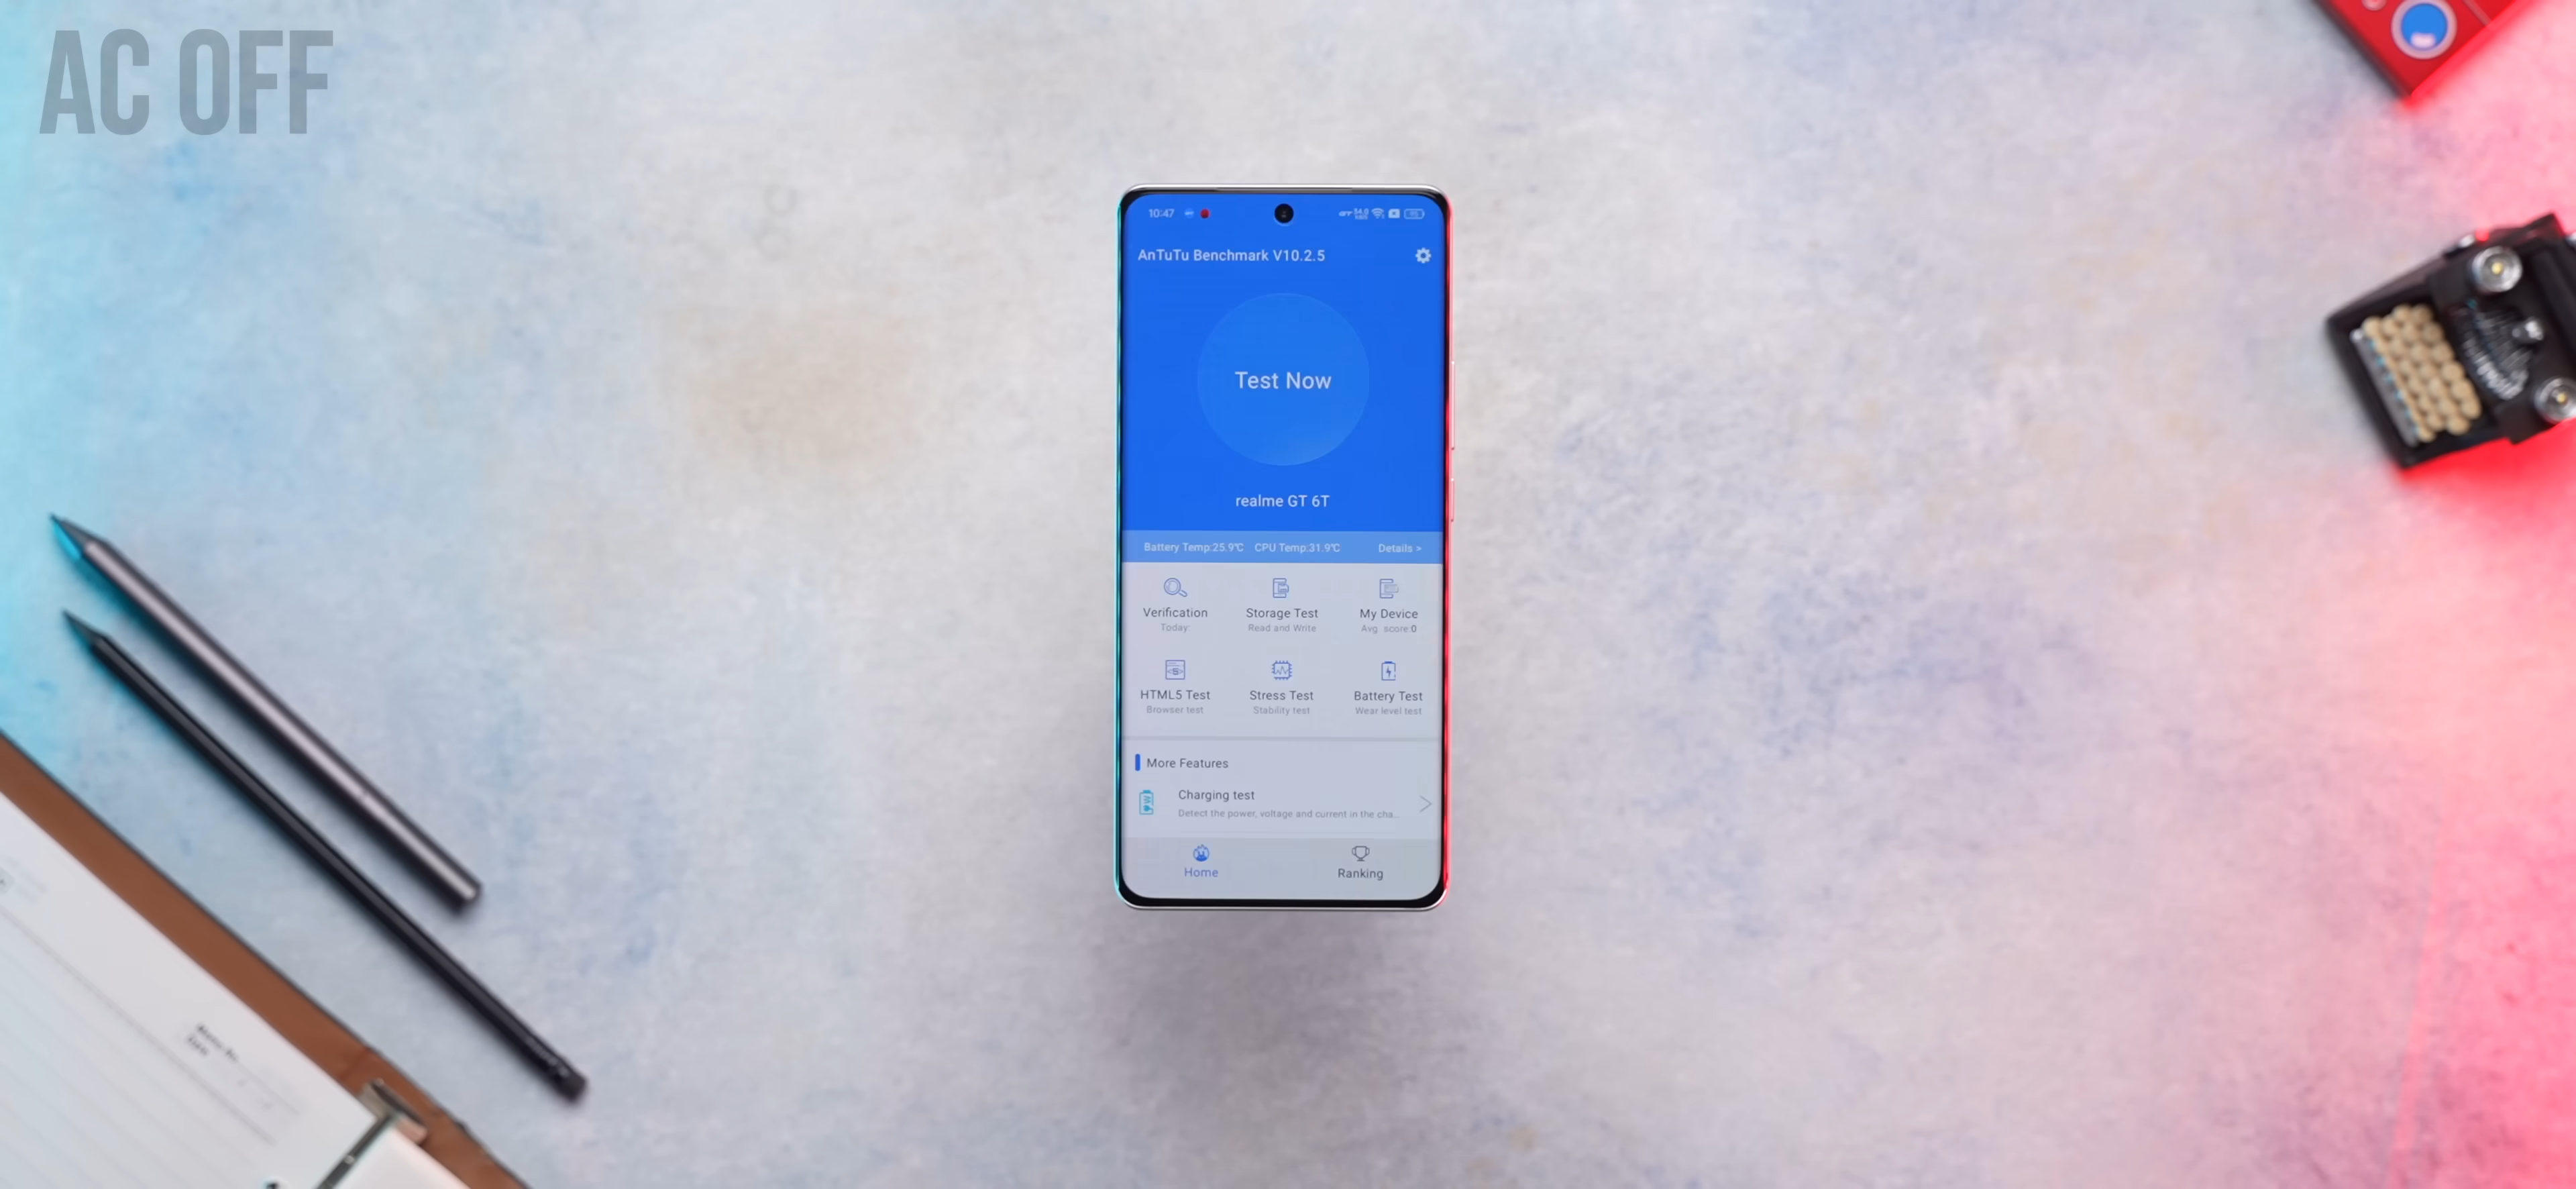 AC OFF
10:47
AnTuTu Benchmark V10.2.5
Test Now
realme GT 6T
Battery Temp:25.9℃ CPU Temp:31.9℃ Details >
Verification Storage Test My Device
Today Read and Write Avg score:0
HTML5 Test Stress Test Battery Test
Browser test Stability test Wear level test
More Features
Charging test
Detect the power, voltage and current in the cha...
Home Ranking